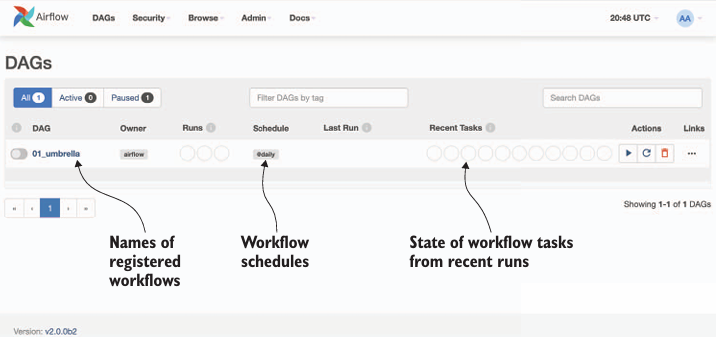 Airflow DAGs Security Browse Admin Docs 20:48 UTC AA
DAGs
All 1 Active 0 Paused 1 Filter DAGs by tag Search DAGs
i DAG Owner Runs i Schedule Last Run Recent Tasks i Actions Links
01_umbrella airflow @daily ...
« ‹ 1 › » Showing 1-1 of 1 DAGs
Names of
registered
workflows
Workflow
schedules
State of workflow tasks
from recent runs
Version: v2.0.0b2